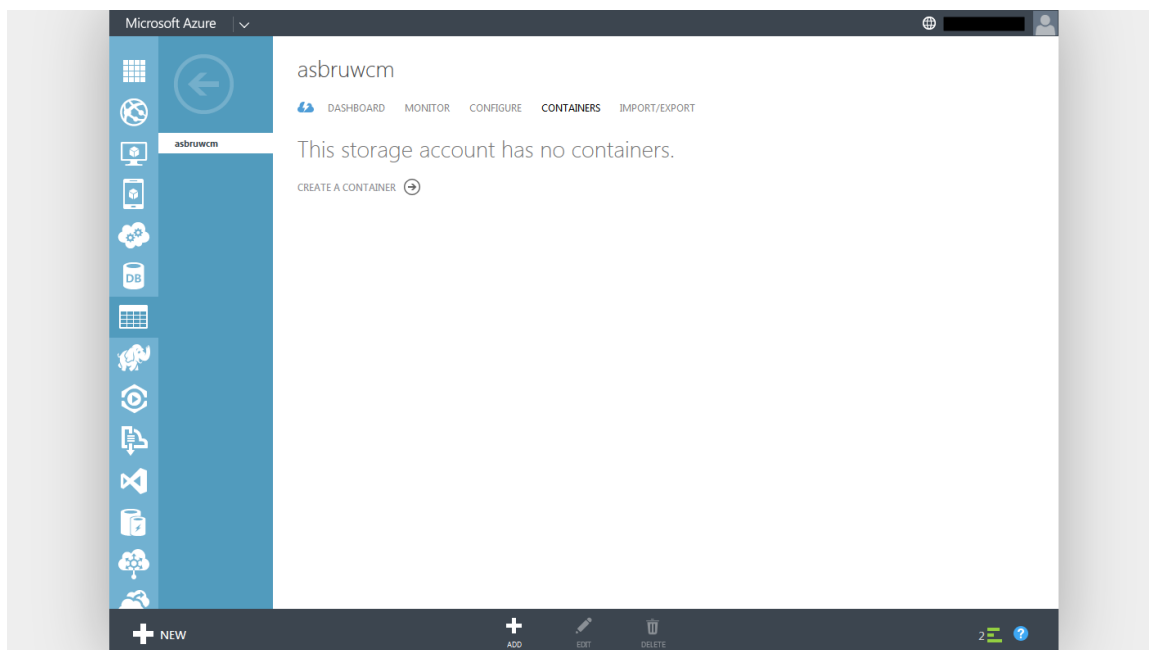 Microsoft Azure
asbruwcm
asbruwcm
DASHBOARD MONITOR CONFIGURE CONTAINERS IMPORT/EXPORT
This storage account has no containers.
CREATE A CONTAINER
DB
NEW
ADD EDIT DELETE
2 ?